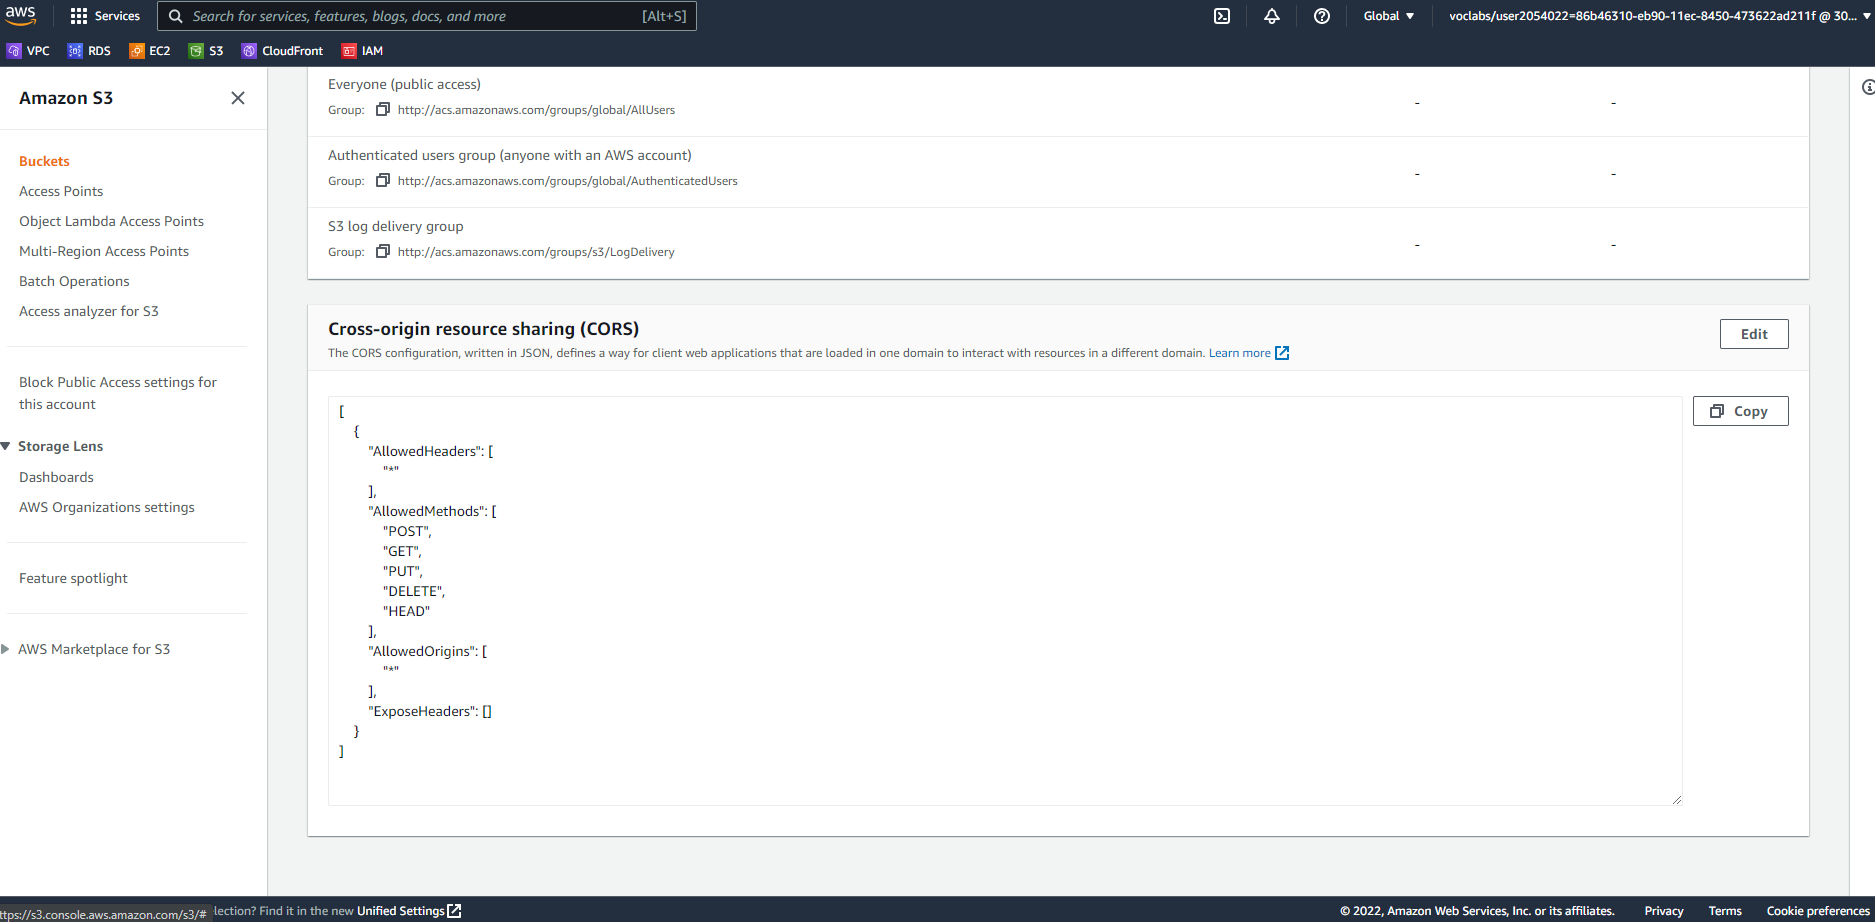 aws
Services
Search for services, features, blogs, docs, and more
[Alt+S]
Global
voclabs/user2054022=86b46310-eb90-11ec-8450-473622ad211f @ 30...
VPC
RDS
EC2
S3
CloudFront
IAM
Amazon S3
Buckets
Access Points
Object Lambda Access Points
Multi-Region Access Points
Batch Operations
Access analyzer for S3
Block Public Access settings for
this account
Storage Lens
Dashboards
AWS Organizations settings
Feature spotlight
AWS Marketplace for S3
Everyone (public access)
Group: http://acs.amazonaws.com/groups/global/AllUsers
- -
Authenticated users group (anyone with an AWS account)
Group: http://acs.amazonaws.com/groups/global/AuthenticatedUsers
- -
S3 log delivery group
Group: http://acs.amazonaws.com/groups/s3/LogDelivery
- -
Cross-origin resource sharing (CORS)
Edit
The CORS configuration, written in JSON, defines a way for client web applications that are loaded in one domain to interact with resources in a different domain. Learn more
Copy
[
{
"AllowedHeaders": [
"*"
],
"AllowedMethods": [
"POST",
"GET",
"PUT",
"DELETE",
"HEAD"
],
"AllowedOrigins": [
"*"
],
"ExposeHeaders": []
}
]
ttps://s3.console.aws.amazon.com/s3/#
lection? Find it in the new Unified Settings
© 2022, Amazon Web Services, Inc. or its affiliates.
Privacy
Terms
Cookie preferences